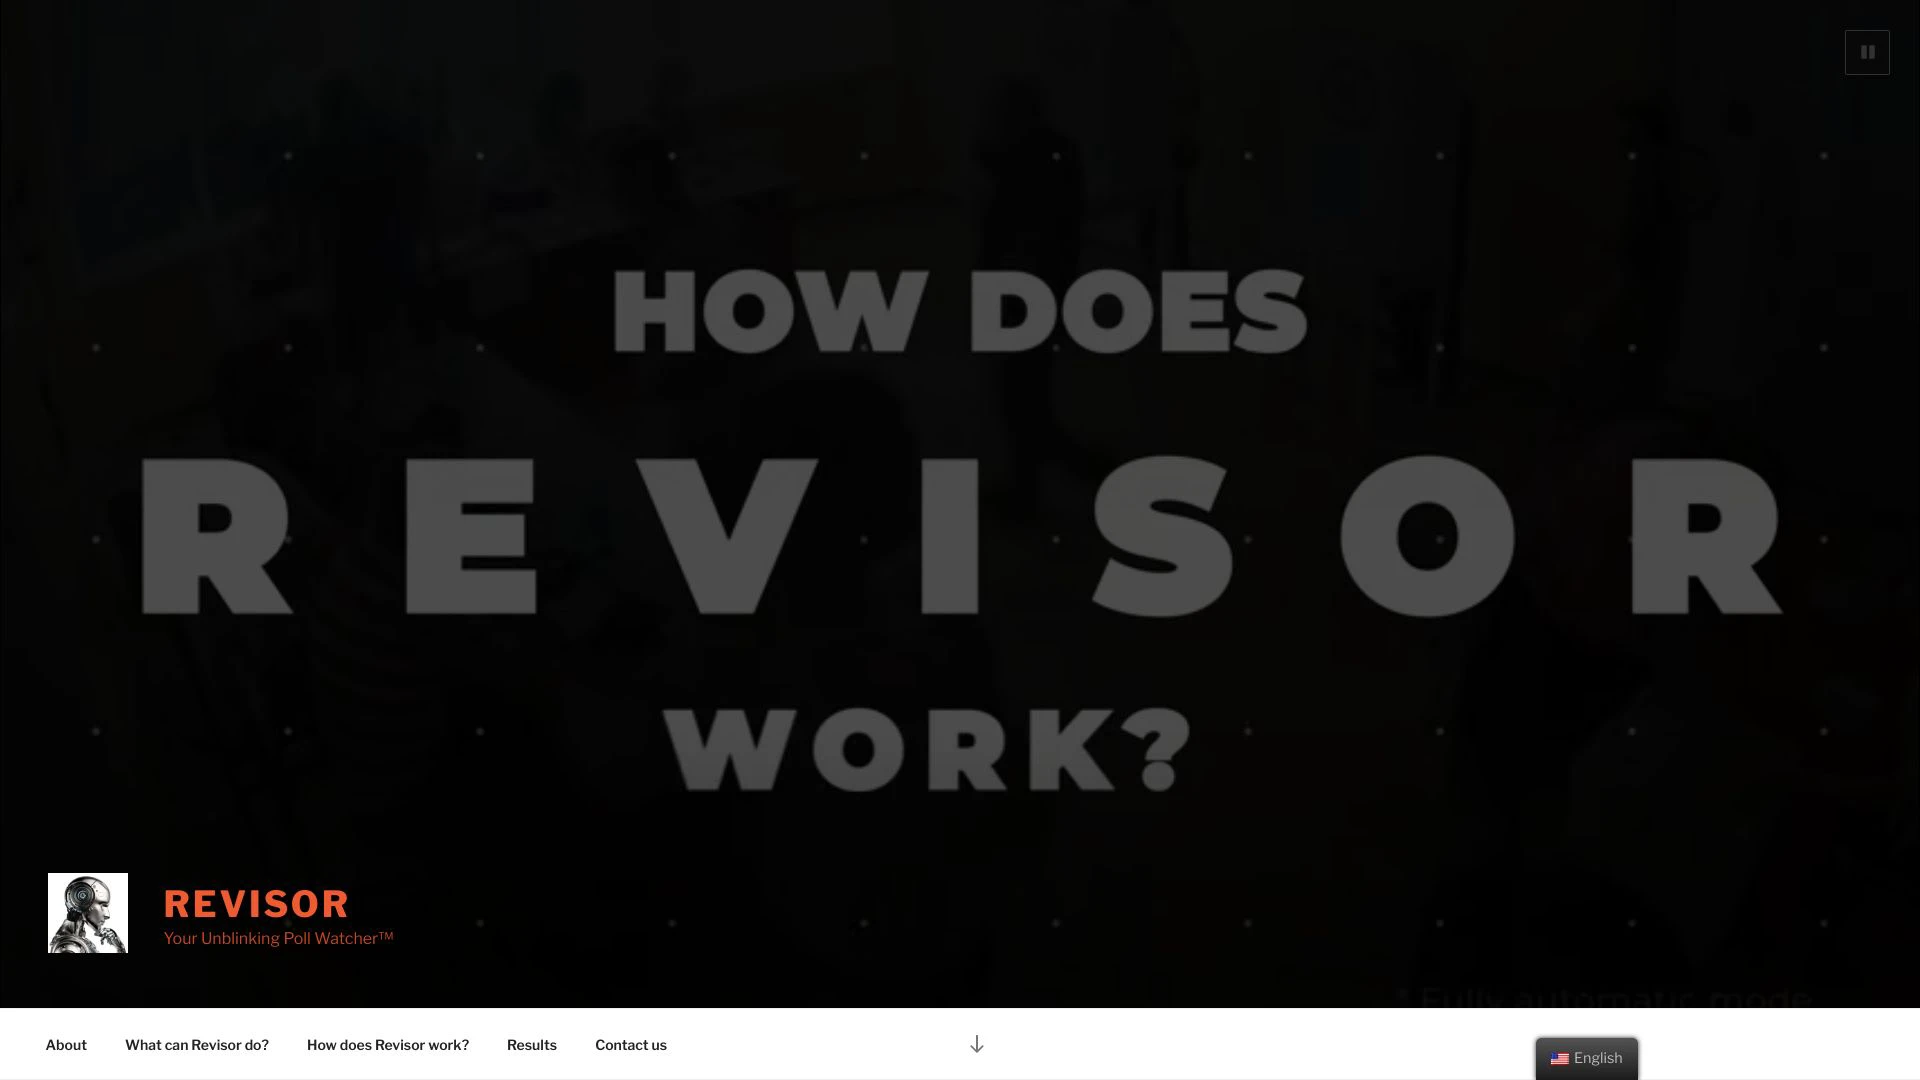 HOW DOES
REVISOR
WORK?
REVISOR
Your Unblinking Poll Watcher™
* Fully automatic mode
About
What can Revisor do?
How does Revisor work?
Results
Contact us
English